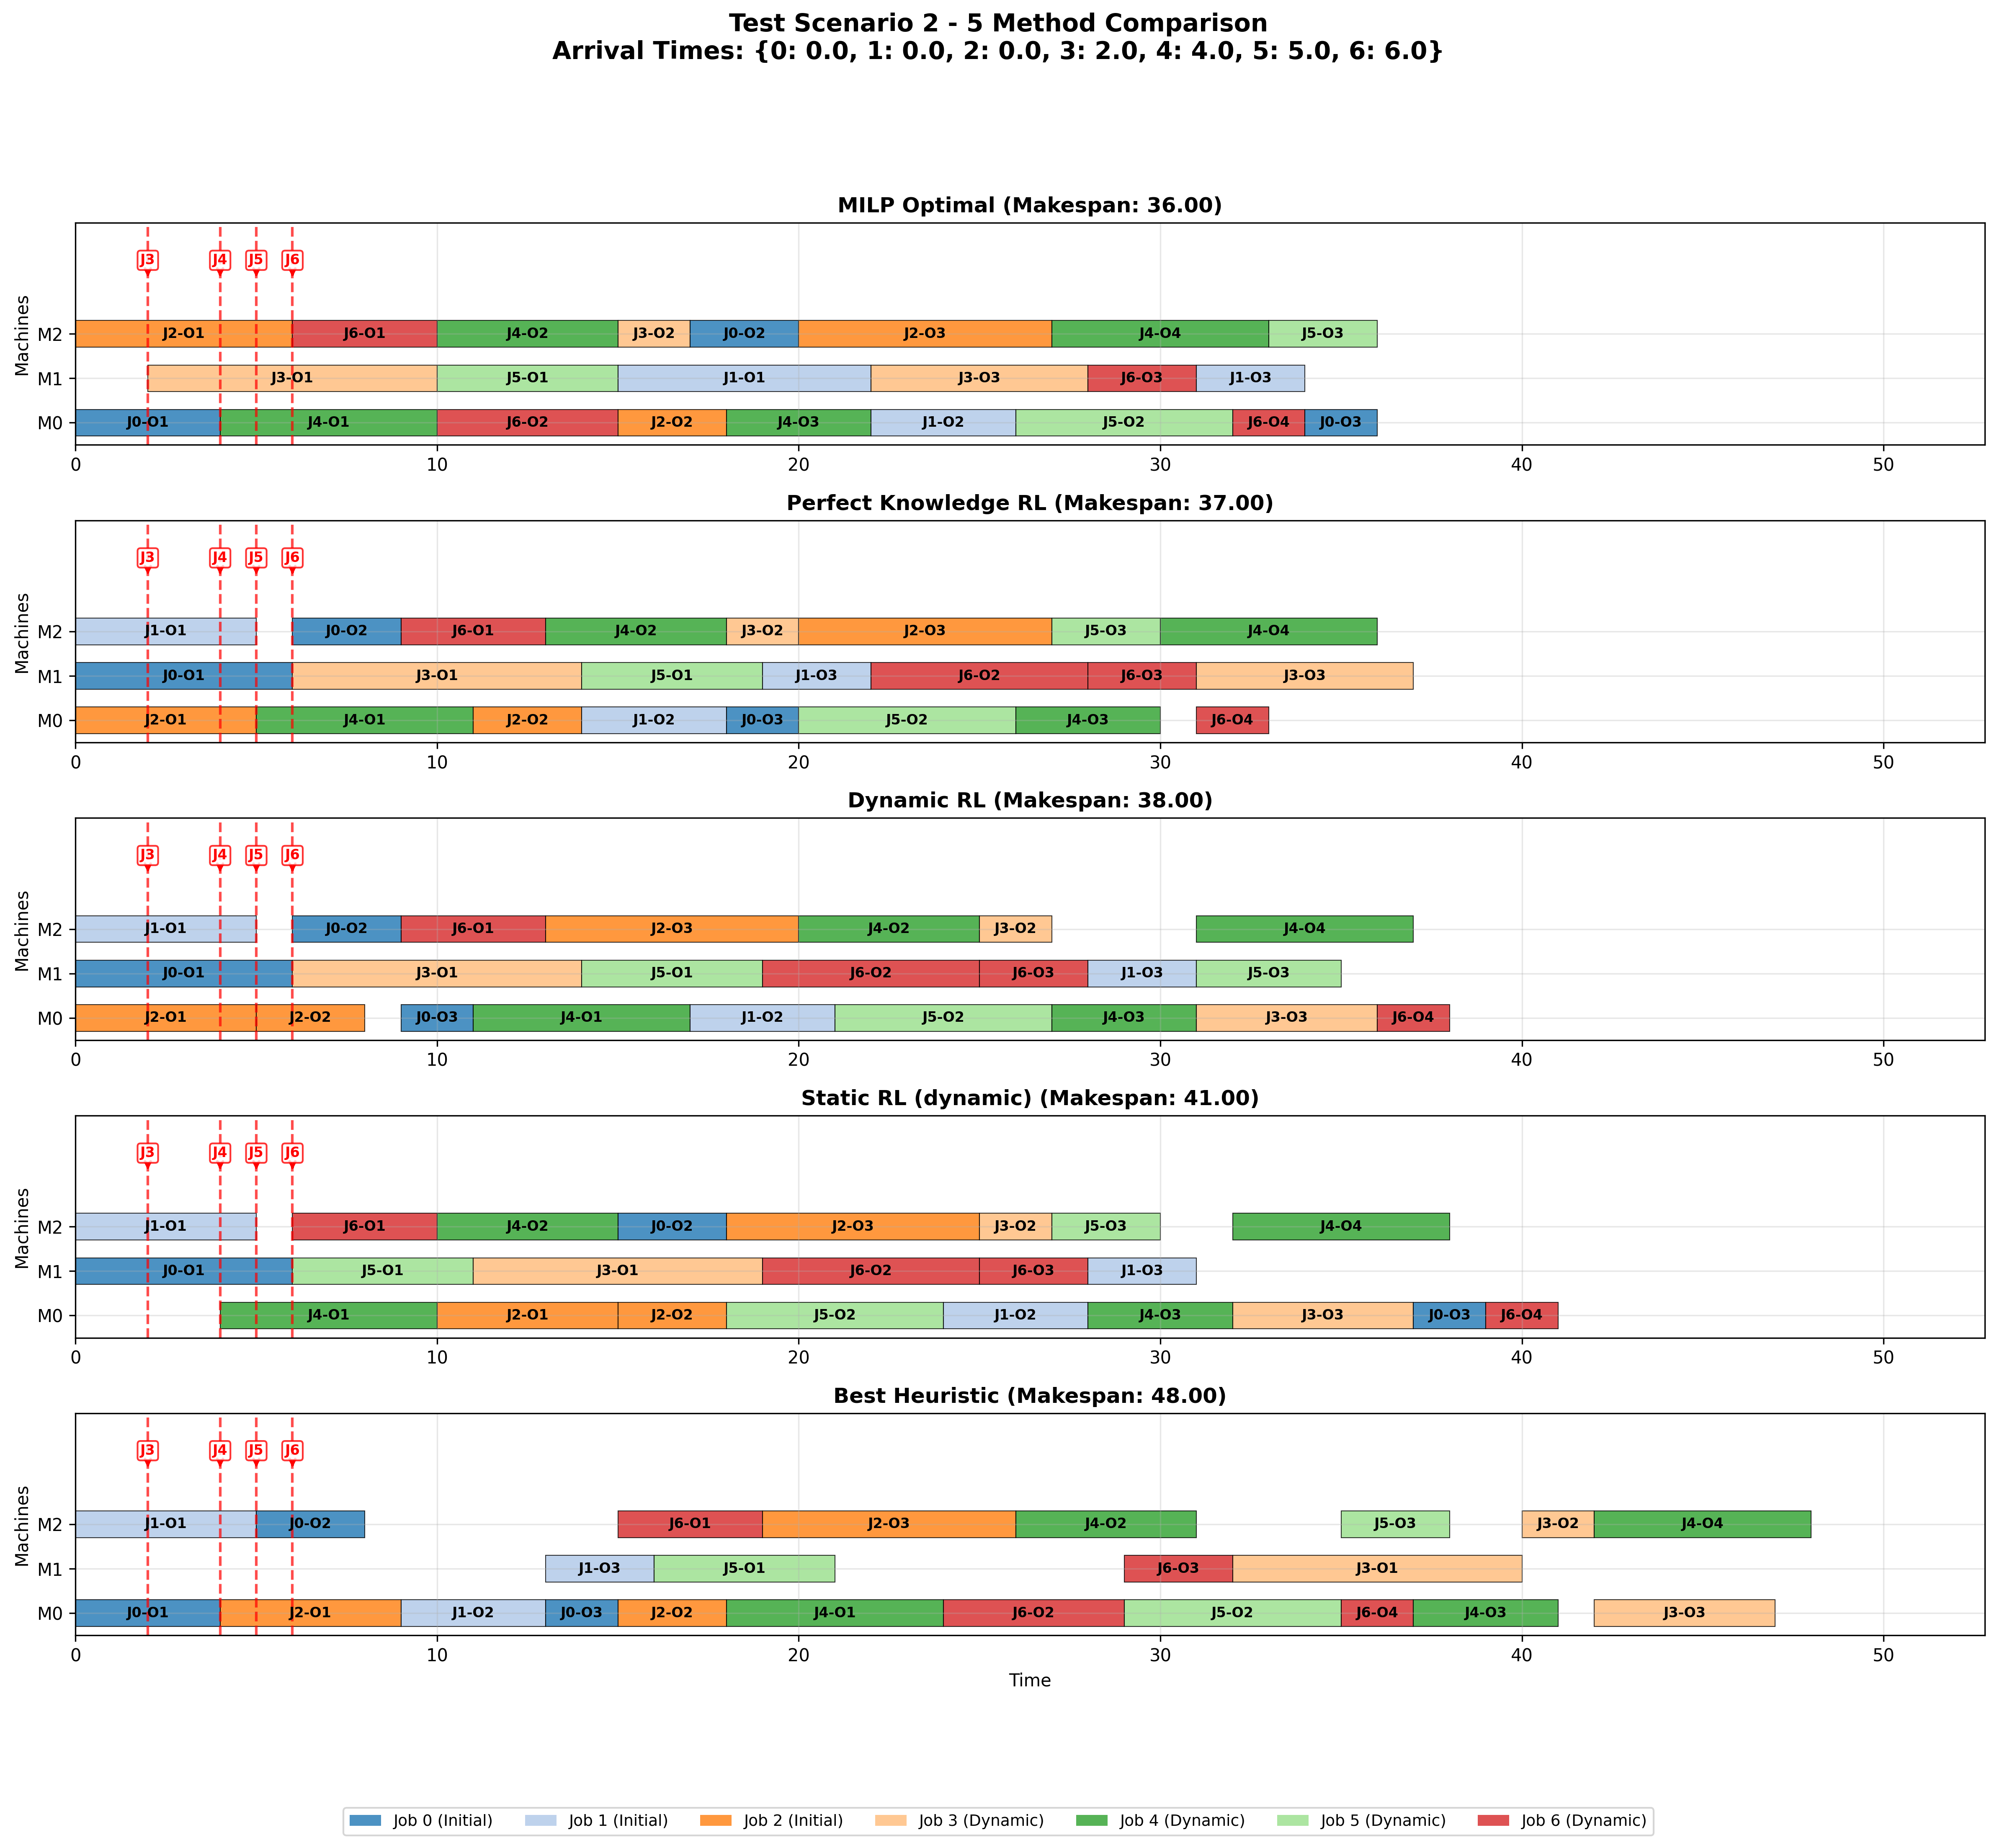 Test Scenario 2 - 5 Method Comparison
Arrival Times: {0: 0.0, 1: 0.0, 2: 0.0, 3: 2.0, 4: 4.0, 5: 5.0, 6: 6.0}
MILP Optimal (Makespan: 36.00)
J3 J4 J5 J6
Machines
M2 J2-O1 J6-O1 J4-O2 J3-O2 J0-O2 J2-O3 J4-O4 J5-O3
M1 J3-O1 J5-O1 J1-O1 J3-O3 J6-O3 J1-O3
M0 J0-O1 J4-O1 J6-O2 J2-O2 J4-O3 J1-O2 J5-O2 J6-O4 J0-O3
0 10 20 30 40 50
Perfect Knowledge RL (Makespan: 37.00)
J3 J4 J5 J6
Machines
M2 J1-O1 J0-O2 J6-O1 J4-O2 J3-O2 J2-O3 J5-O3 J4-O4
M1 J0-O1 J3-O1 J5-O1 J1-O3 J6-O2 J6-O3 J3-O3
M0 J2-O1 J4-O1 J2-O2 J1-O2 J0-O3 J5-O2 J4-O3 J6-O4
0 10 20 30 40 50
Dynamic RL (Makespan: 38.00)
J3 J4 J5 J6
Machines
M2 J1-O1 J0-O2 J6-O1 J2-O3 J4-O2 J3-O2 J4-O4
M1 J0-O1 J3-O1 J5-O1 J6-O2 J6-O3 J1-O3 J5-O3
M0 J2-O1 J2-O2 J0-O3 J4-O1 J1-O2 J5-O2 J4-O3 J3-O3 J6-O4
0 10 20 30 40 50
Static RL (dynamic) (Makespan: 41.00)
J3 J4 J5 J6
Machines
M2 J1-O1 J6-O1 J4-O2 J0-O2 J2-O3 J3-O2 J5-O3 J4-O4
M1 J0-O1 J5-O1 J3-O1 J6-O2 J6-O3 J1-O3
M0 J4-O1 J2-O1 J2-O2 J5-O2 J1-O2 J4-O3 J3-O3 J0-O3 J6-O4
0 10 20 30 40 50
Best Heuristic (Makespan: 48.00)
J3 J4 J5 J6
Machines
M2 J1-O1 J0-O2 J6-O1 J2-O3 J4-O2 J5-O3 J3-O2 J4-O4
M1 J1-O3 J5-O1 J6-O3 J3-O1
M0 J0-O1 J2-O1 J1-O2 J0-O3 J2-O2 J4-O1 J6-O2 J5-O2 J6-O4 J4-O3 J3-O3
0 10 20 30 40 50
Time
Job 0 (Initial) Job 1 (Initial) Job 2 (Initial) Job 3 (Dynamic) Job 4 (Dynamic) Job 5 (Dynamic) Job 6 (Dynamic)